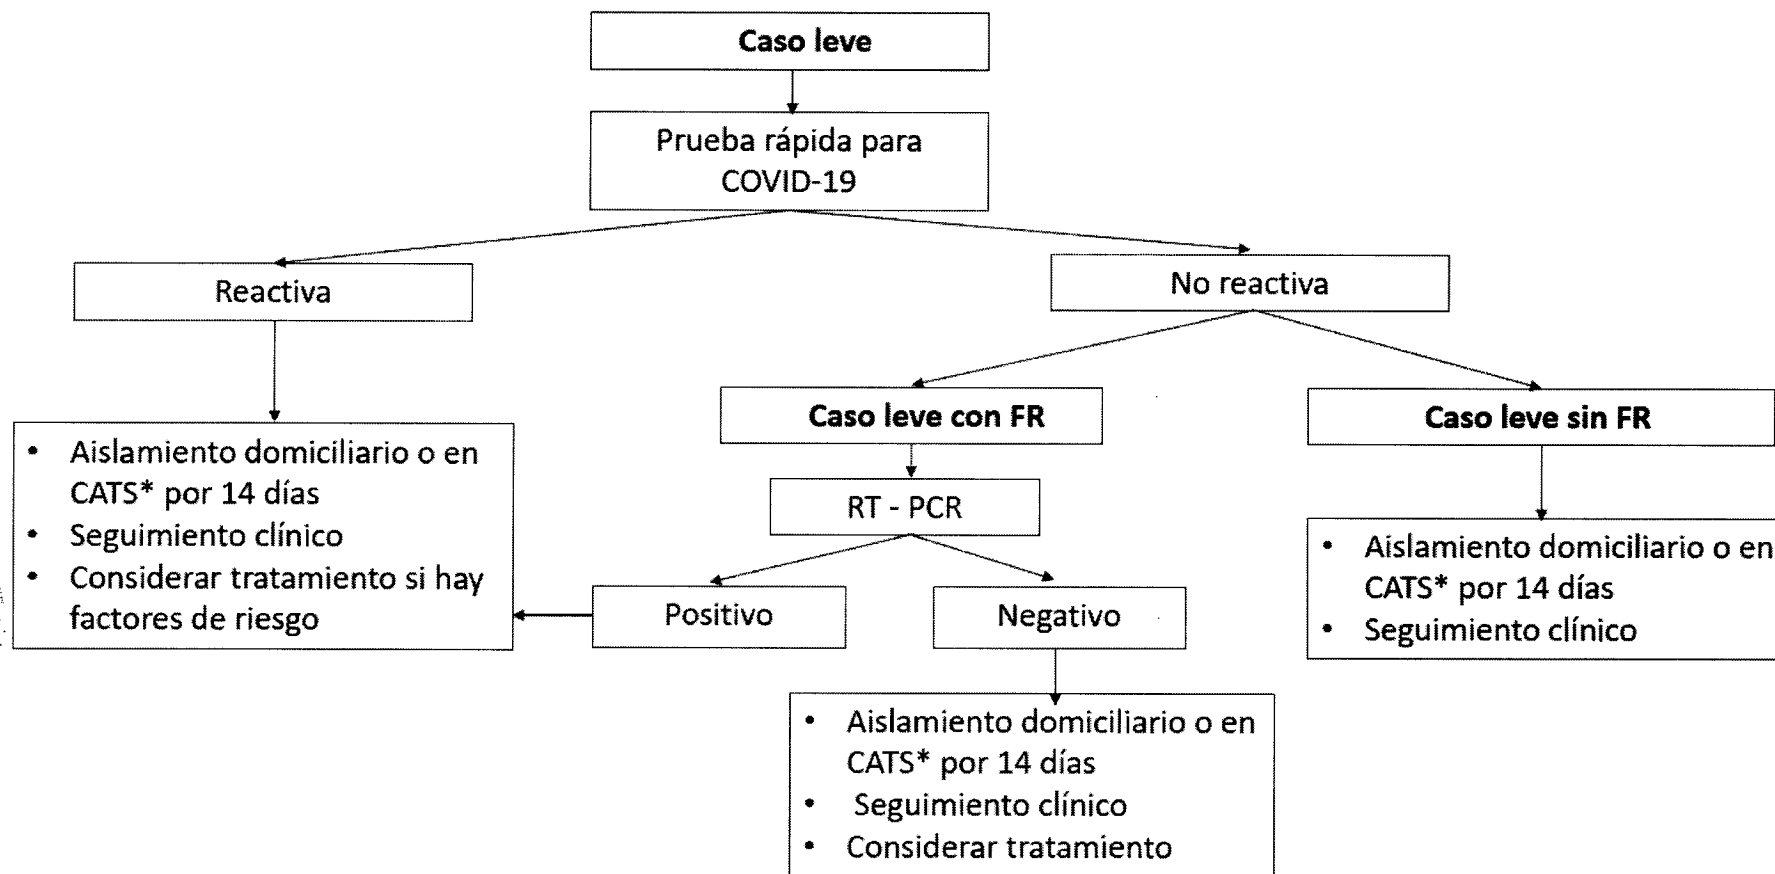 Caso leve
Prueba rápida para
COVID-19
Reactiva
No reactiva
Caso leve con FR
Caso leve sin FR
• Aislamiento domiciliario o en
CATS* por 14 días
• Seguimiento clínico
• Considerar tratamiento si hay
factores de riesgo
RT - PCR
Positivo
Negativo
• Aislamiento domiciliario o en
CATS* por 14 días
• Seguimiento clínico
• Aislamiento domiciliario o en
CATS* por 14 días
• Seguimiento clínico
• Considerar tratamiento